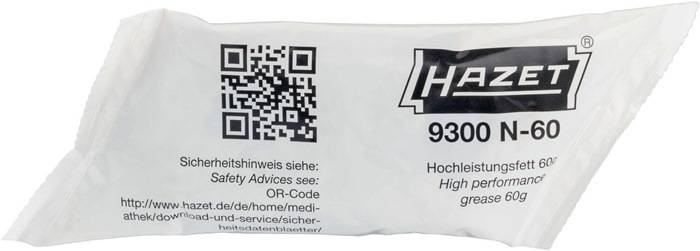 Sicherheitshinweis siehe:
Safety Advices see:
QR-Code
http://www.hazet.de/de/home/medi-
athek/download-und-service/sicher-
heitsdatenblaetter/
HAZET®
9300 N-60
Hochleistungsfett 60g
High performance
grease 60g